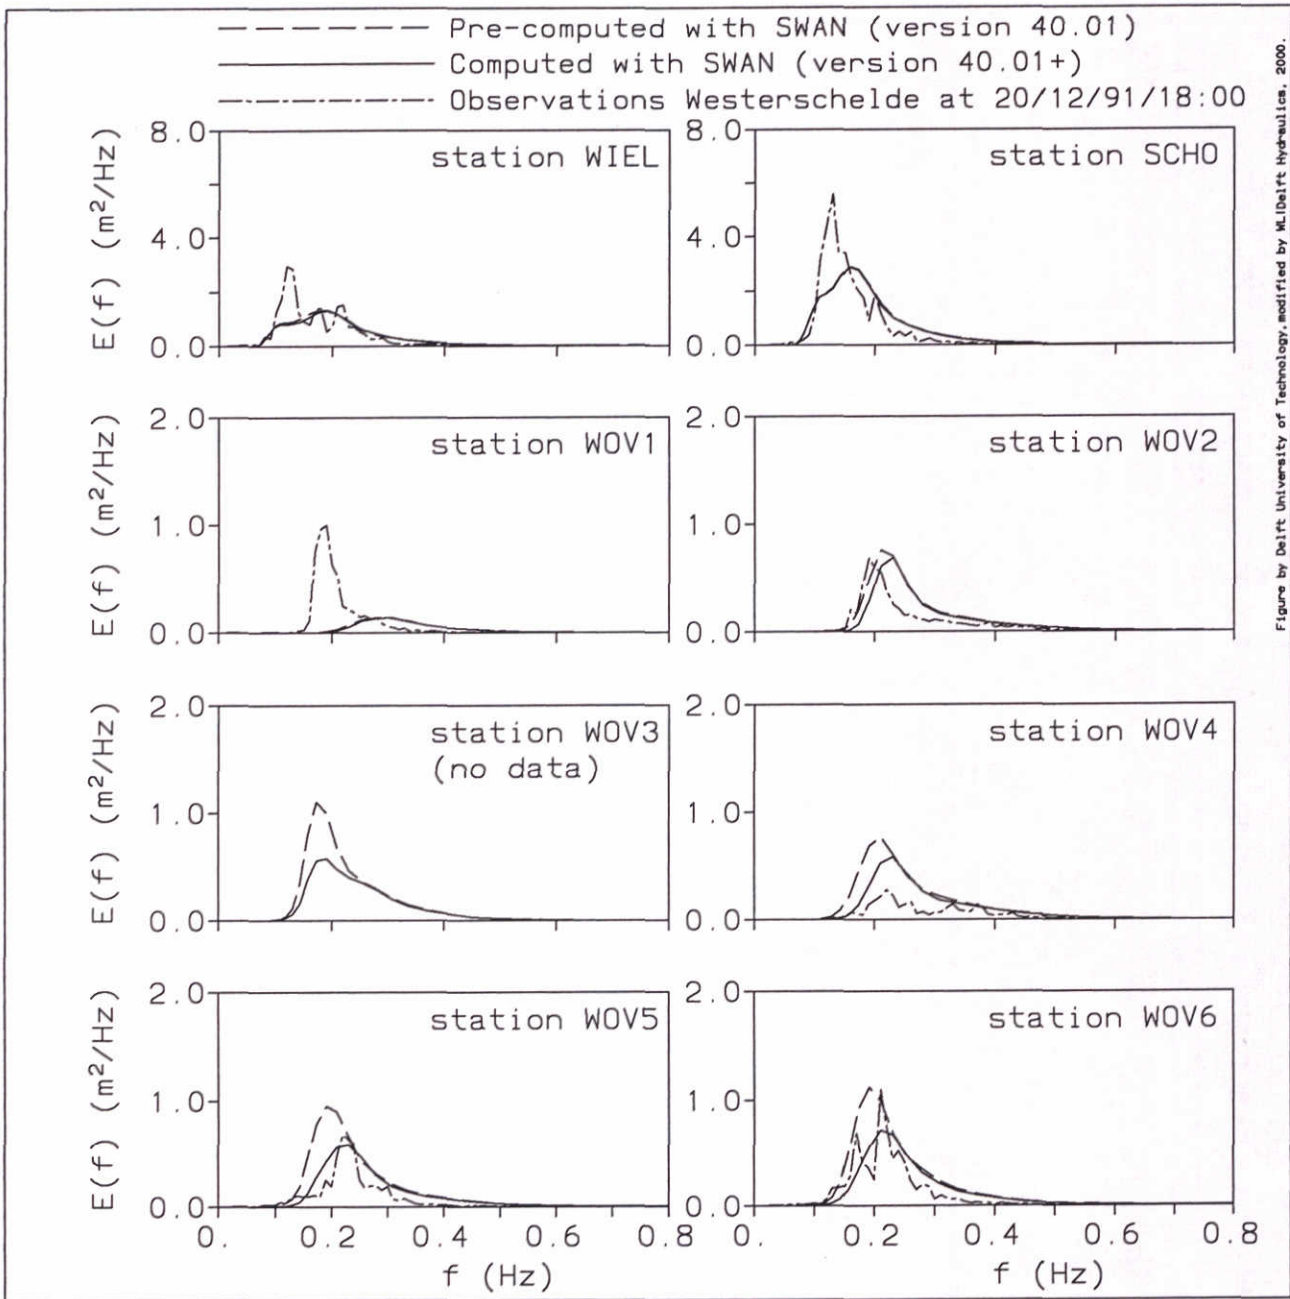 Pre-computed with SWAN (version 40.01)
Computed with SWAN (version 40.01+)
Observations Westerschelde at 20/12/91/18:00
8.0
4.0
0.0
E(f) (m²/Hz)
station WIEL
8.0
4.0
0.0
station SCHO
2.0
1.0
0.0
E(f) (m²/Hz)
station WOV1
2.0
1.0
0.0
station WOV2
2.0
1.0
0.0
E(f) (m²/Hz)
station WOV3
(no data)
2.0
1.0
0.0
station WOV4
2.0
1.0
0.0
E(f) (m²/Hz)
station WOV5
2.0
1.0
0.0
station WOV6
0. 0.2 0.4 0.6 0.8
f (Hz)
0. 0.2 0.4 0.6 0.8
f (Hz)
Figure by Delft University of Technology, modified by WL|Delft Hydraulics, 2000.